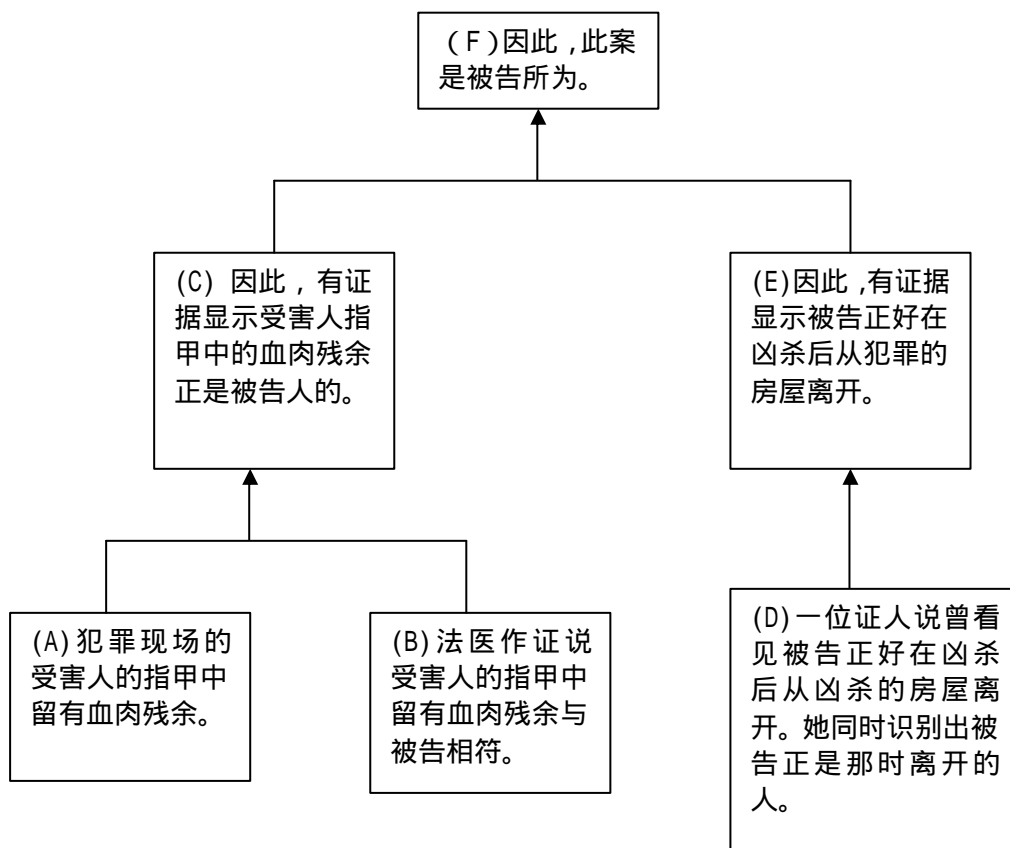 （F）因此，此案
是被告所为。
(C) 因此，有证
据显示受害人指
甲中的血肉残余
正是被告人的。
(E)因此，有证据
显示被告正好在
凶杀后从犯罪的
房屋离开。
(A)犯罪现场的
受害人的指甲中
留有血肉残余。
(B)法医作证说
受害人的指甲中
留有血肉残余与
被告相符。
(D)一位证人说曾看
见被告正好在凶杀
后从凶杀的房屋离
开。她同时识别出被
告正是那时离开的
人。